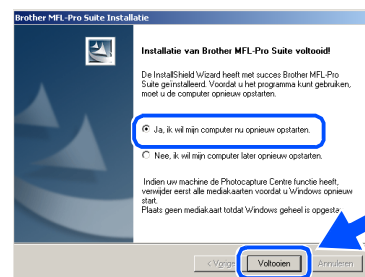 Brother MFL-Pro Suite Installatie
Installatie van Brother MFL-Pro Suite voltooid!
De InstallShield Wizard heeft met succes Brother MFL-Pro
Suite geïnstalleerd. Voordat u het programma kunt gebruiken,
moet u de computer opnieuw opstarten.
Ja, ik wil mijn computer nu opnieuw opstarten.
Nee, ik wil mijn computer later opnieuw opstarten.
Indien uw machine de Photocapture Centre functie heeft,
verwijder eerst alle mediakaarten voordat u Windows opnieuw
start.
Plaats geen mediakaart totdat Windows geheel is opgesta
< Vorige Voltooien Annuleren